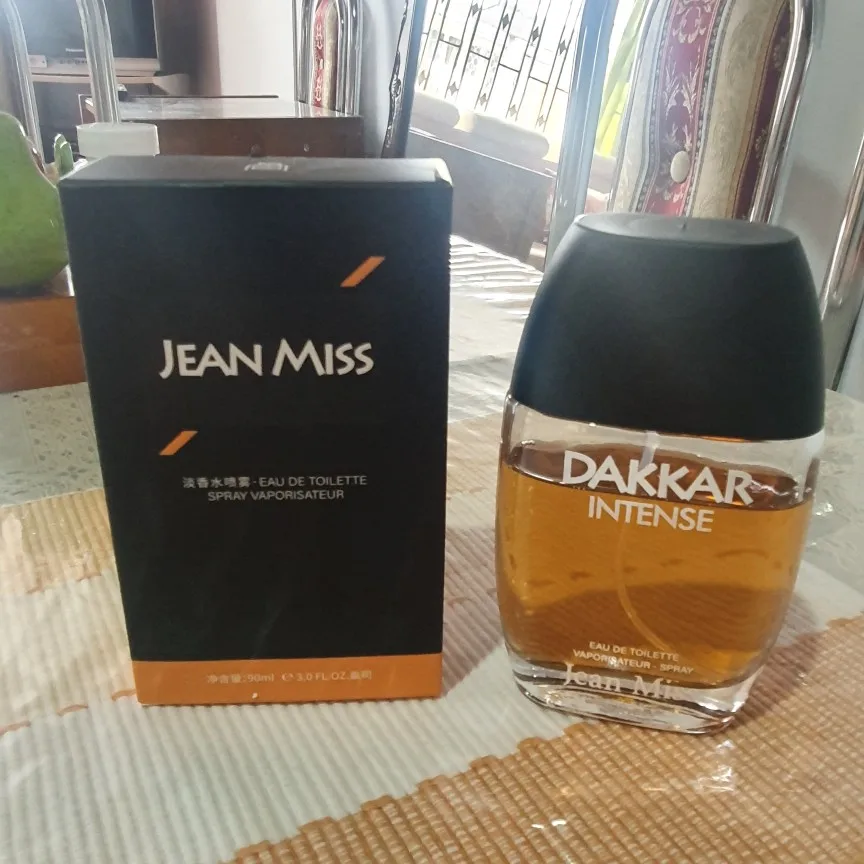 JEAN MISS
淡香水喷雾·EAU DE TOILETTE
SPRAY VAPORISATEUR
净含量:90ml ℮ 3.0 FL.OZ.
DAKKAR
INTENSE
EAU DE TOILETTE
VAPORISATEUR - SPRAY
Jean